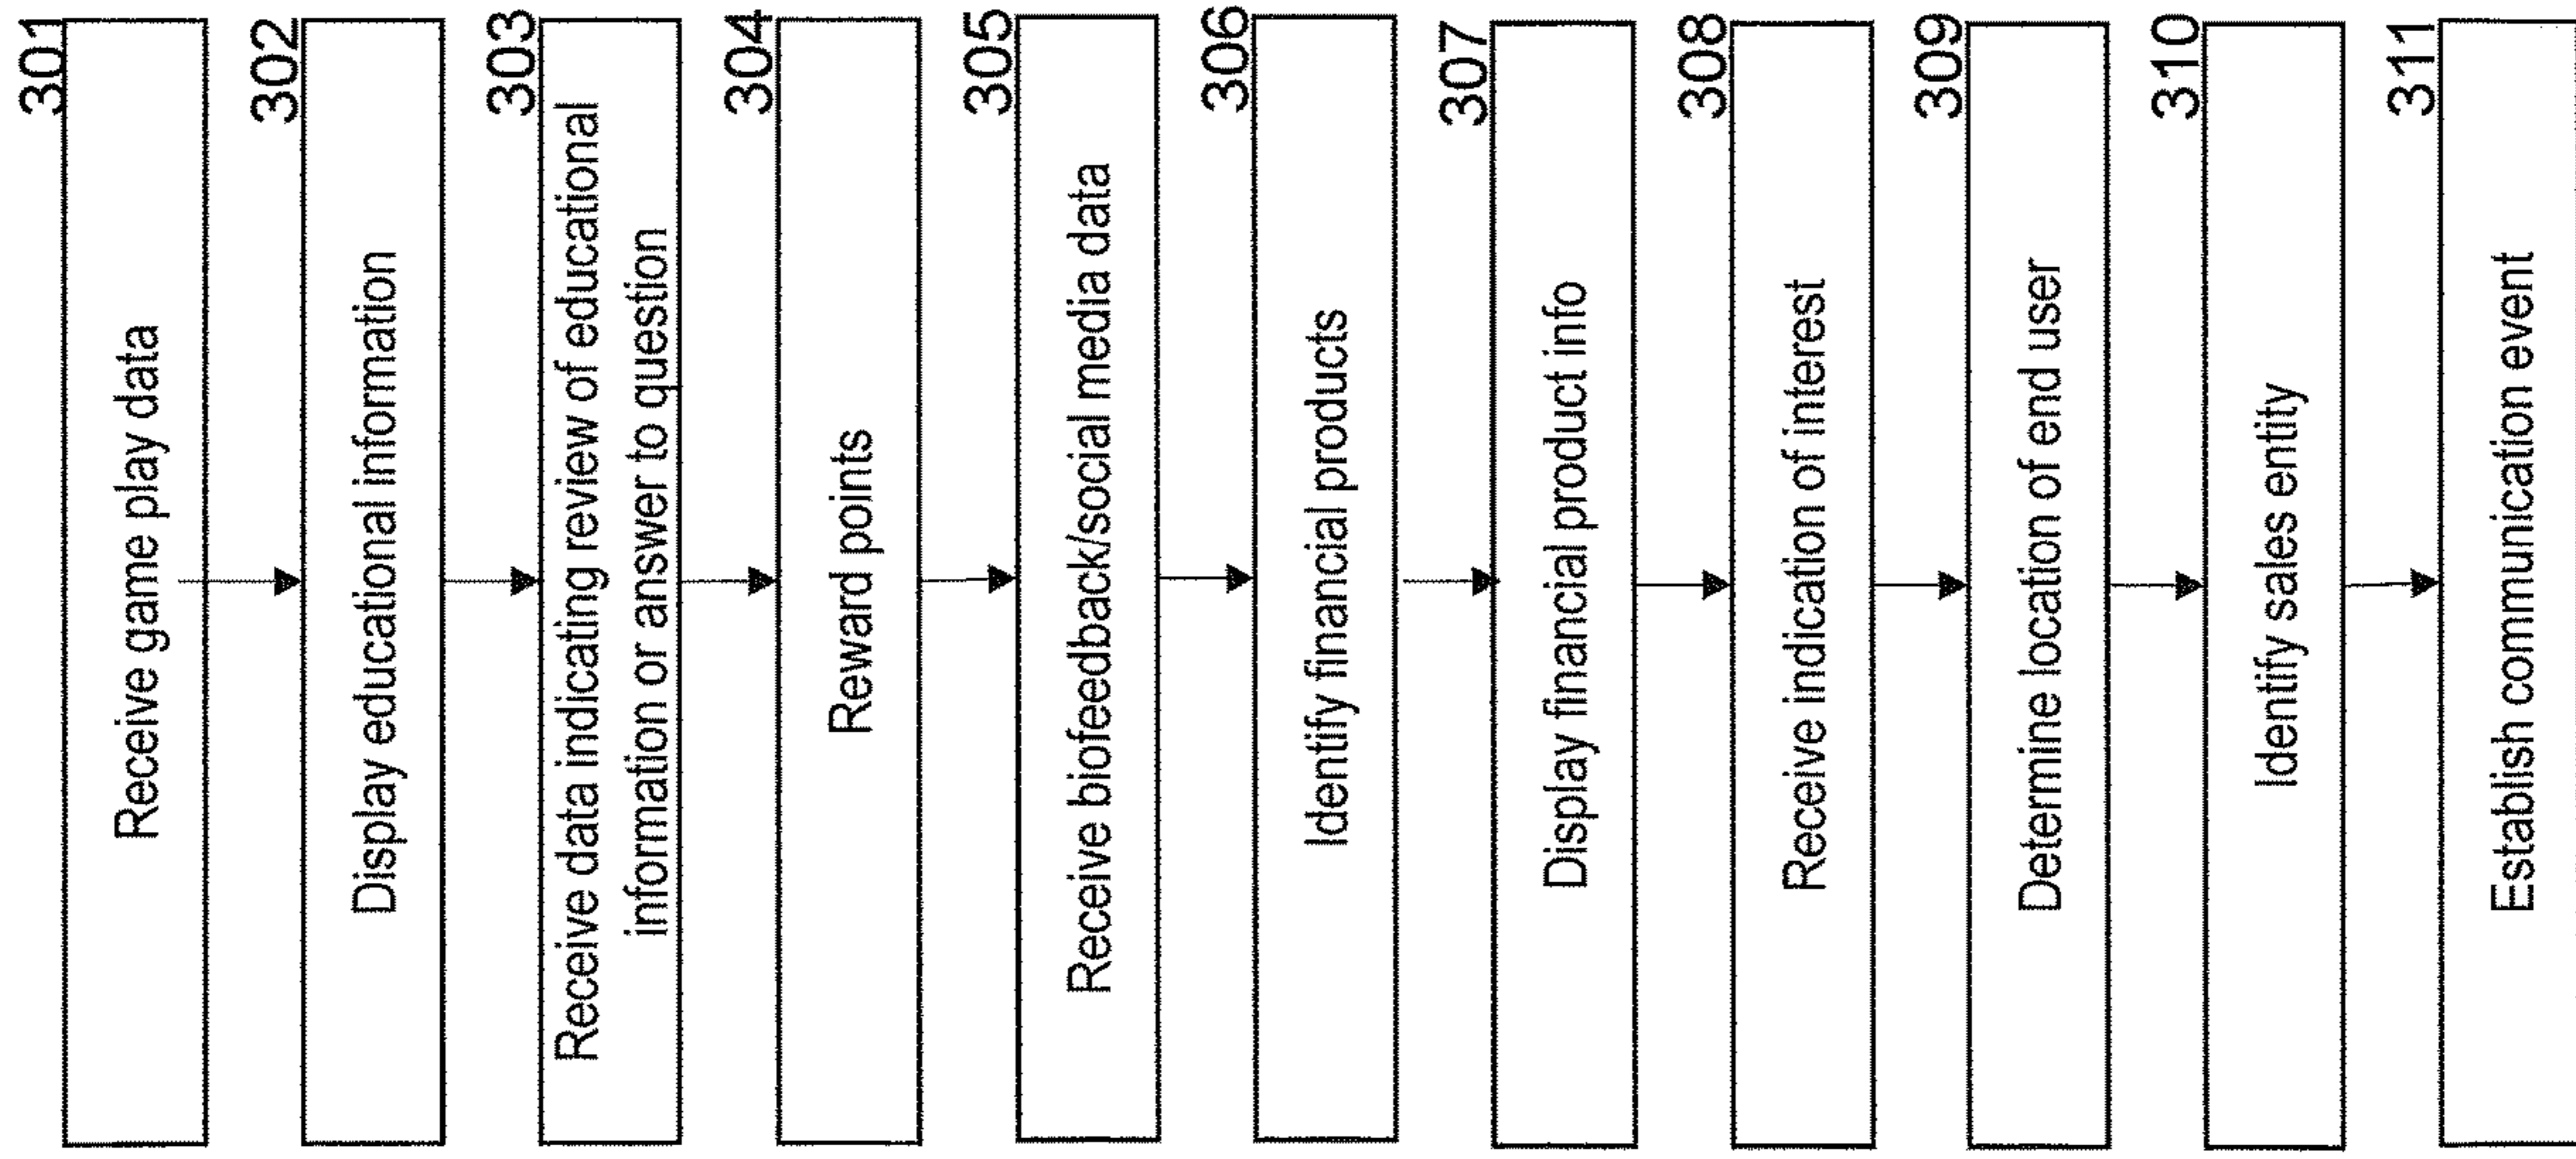 301
Receive game play data
302
Display educational information
303
Receive data indicating review of educational
information or answer to question
304
Reward points
305
Receive biofeedback/social media data
306
Identify financial products
307
Display financial product info
308
Receive indication of interest
309
Determine location of end user
310
Identify sales entity
311
Establish communication event